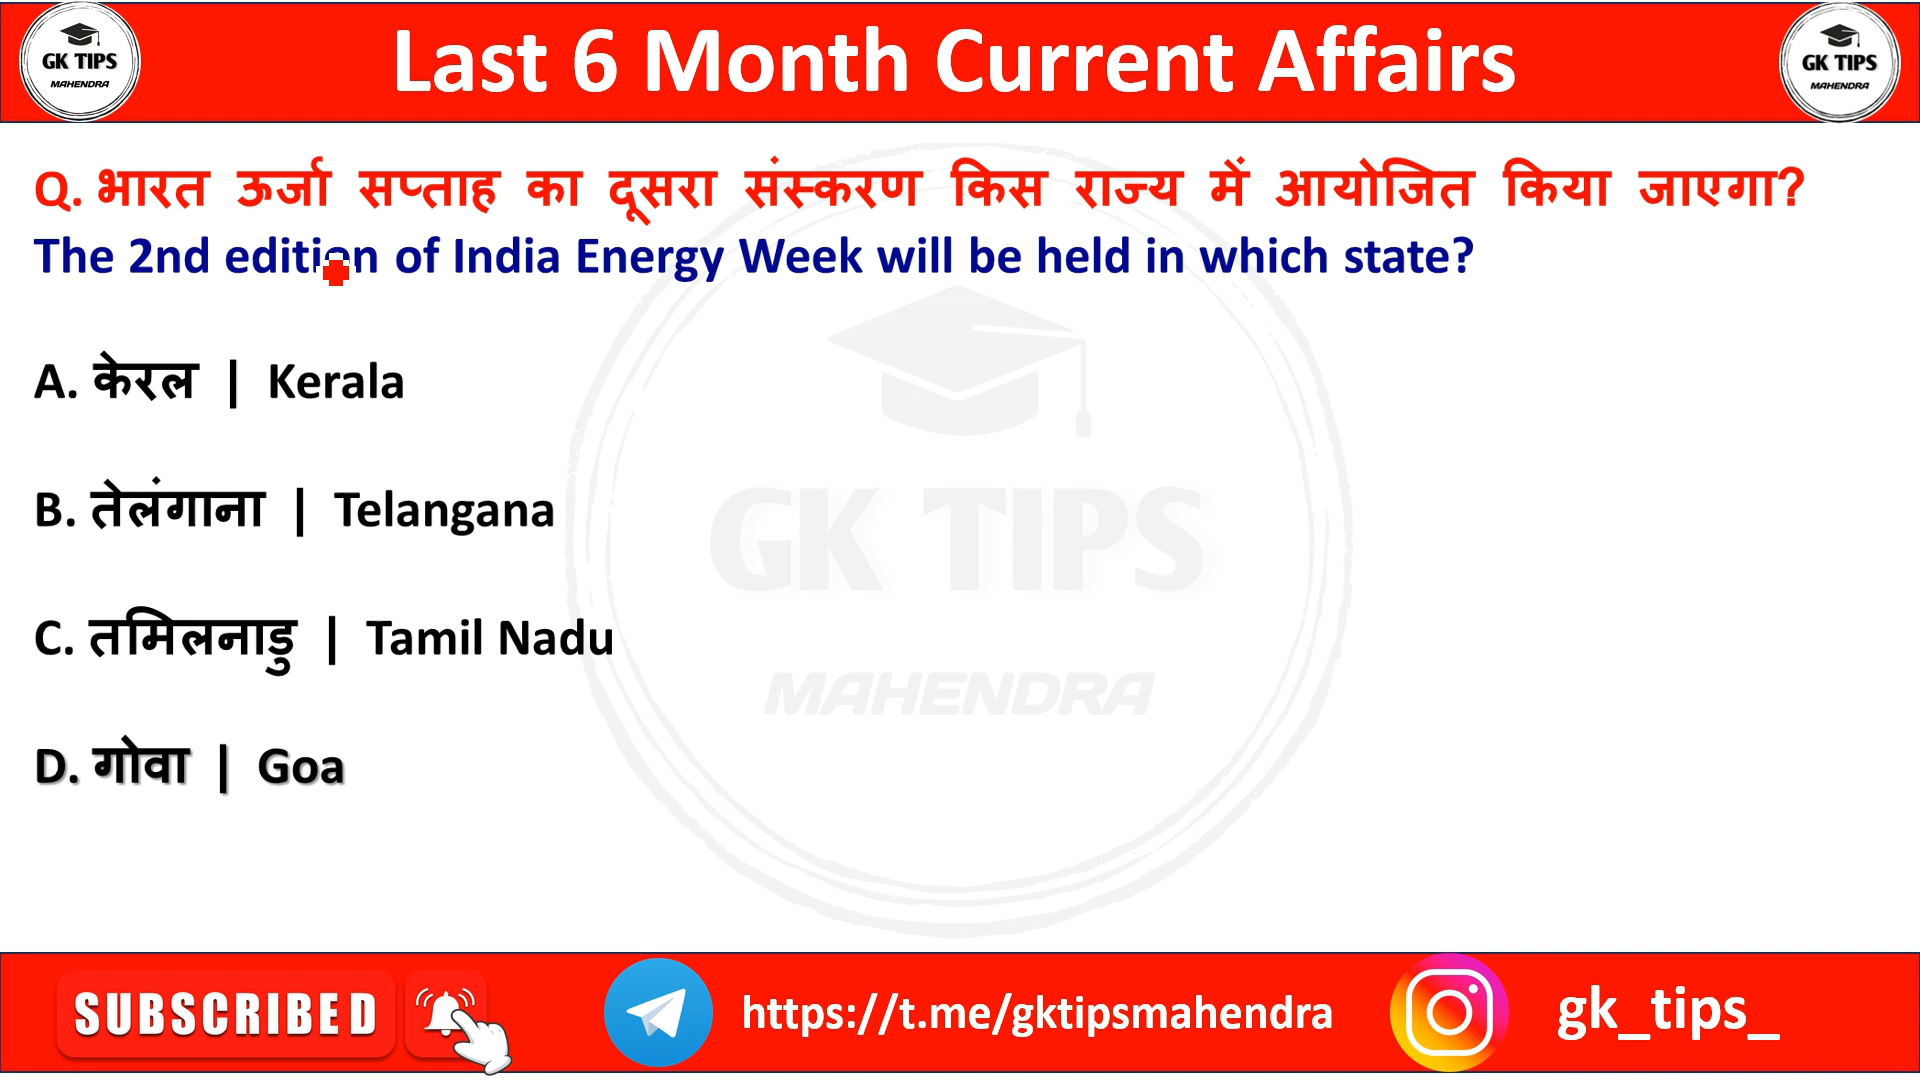 GK TIPS
MAHENDRA
Last 6 Month Current Affairs
GK TIPS
MAHENDRA
Q. भारत ऊर्जा सप्ताह का दूसरा संस्करण किस राज्य में आयोजित किया जाएगा?
The 2nd edition of India Energy Week will be held in which state?
A. केरल | Kerala
B. तेलंगाना | Telangana
C. तमिलनाडु | Tamil Nadu
D. गोवा | Goa
GK TIPS
MAHENDRA
SUBSCRIBED
https://t.me/gktipsmahendra
gk_tips_